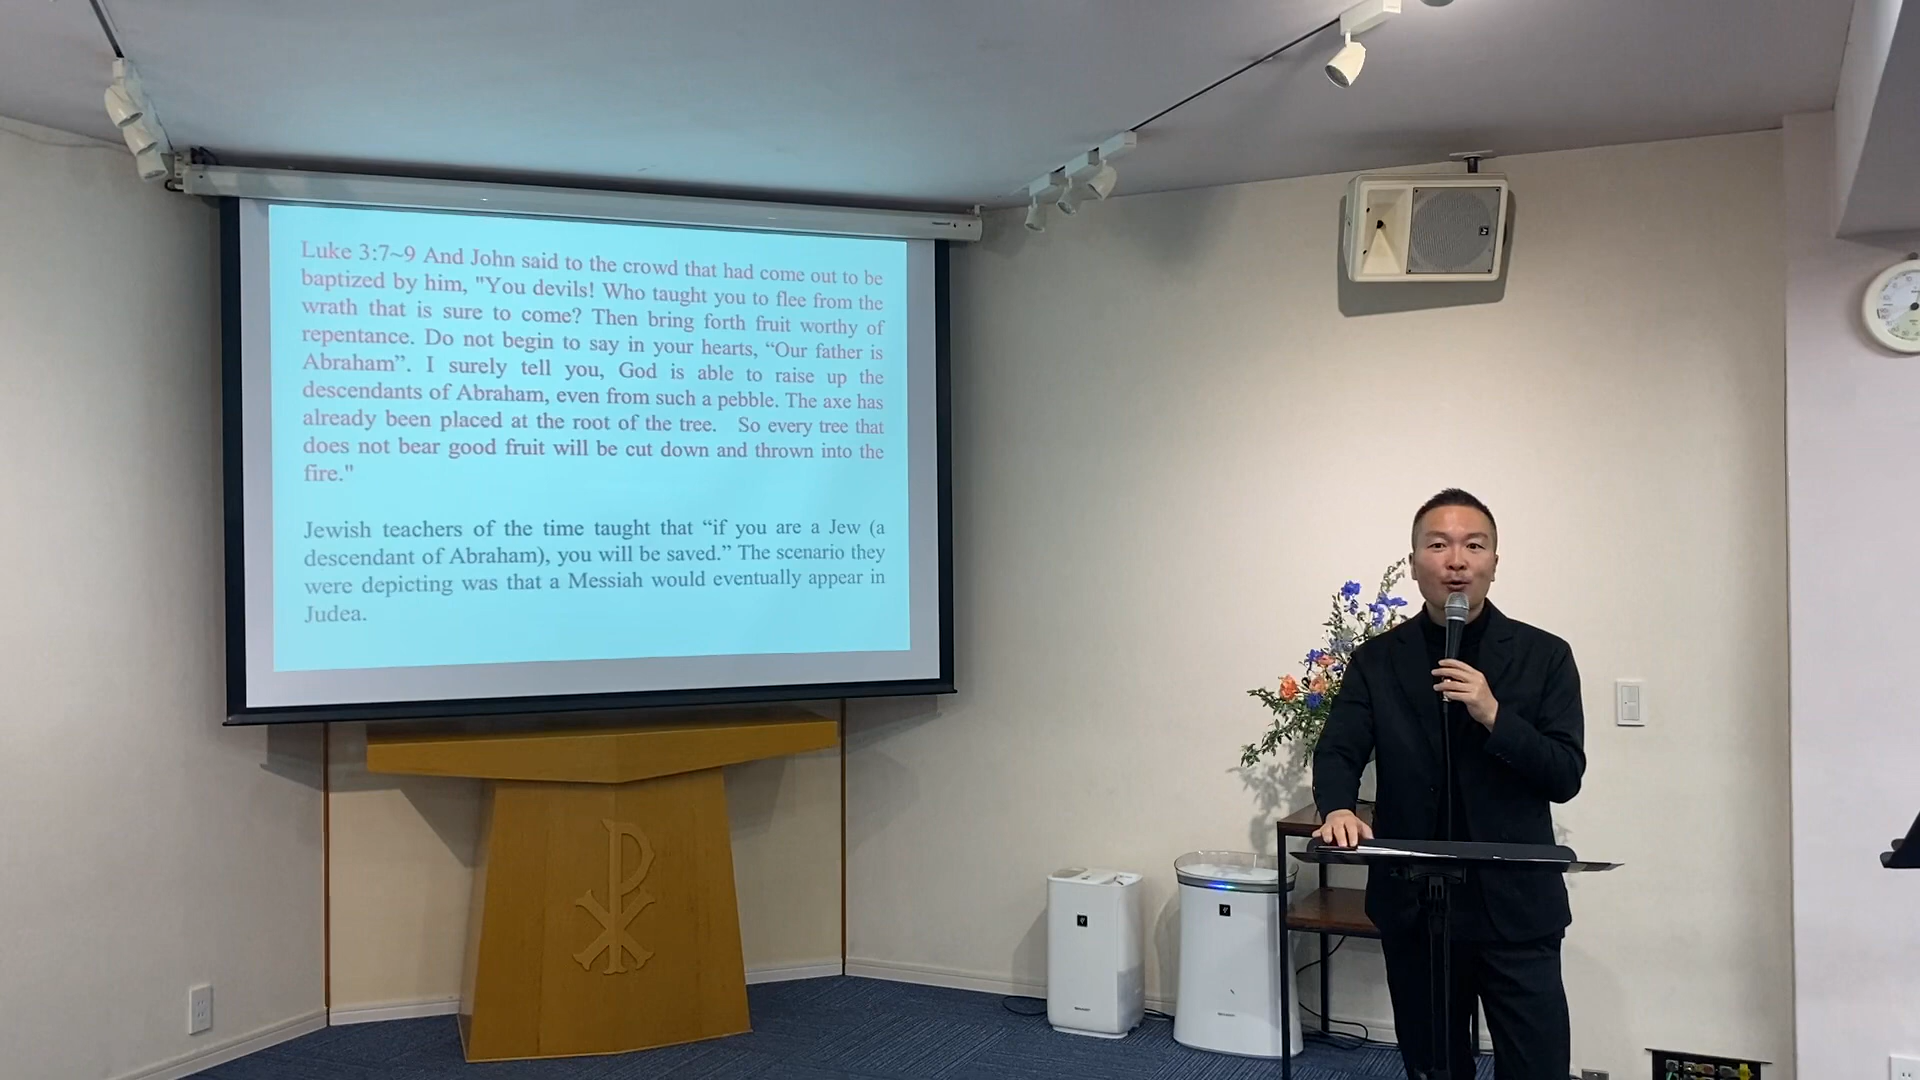 Luke 3:7~9 And John said to the crowd that had come out to be
baptized by him, "You devils! Who taught you to flee from the
wrath that is sure to come? Then bring forth fruit worthy of
repentance. Do not begin to say in your hearts, “Our father is
Abraham”. I surely tell you, God is able to raise up the
descendants of Abraham, even from such a pebble. The axe has
already been placed at the root of the tree. So every tree that
does not bear good fruit will be cut down and thrown into the
fire."
Jewish teachers of the time taught that “if you are a Jew (a
descendant of Abraham), you will be saved.” The scenario they
were depicting was that a Messiah would eventually appear in
Judea.